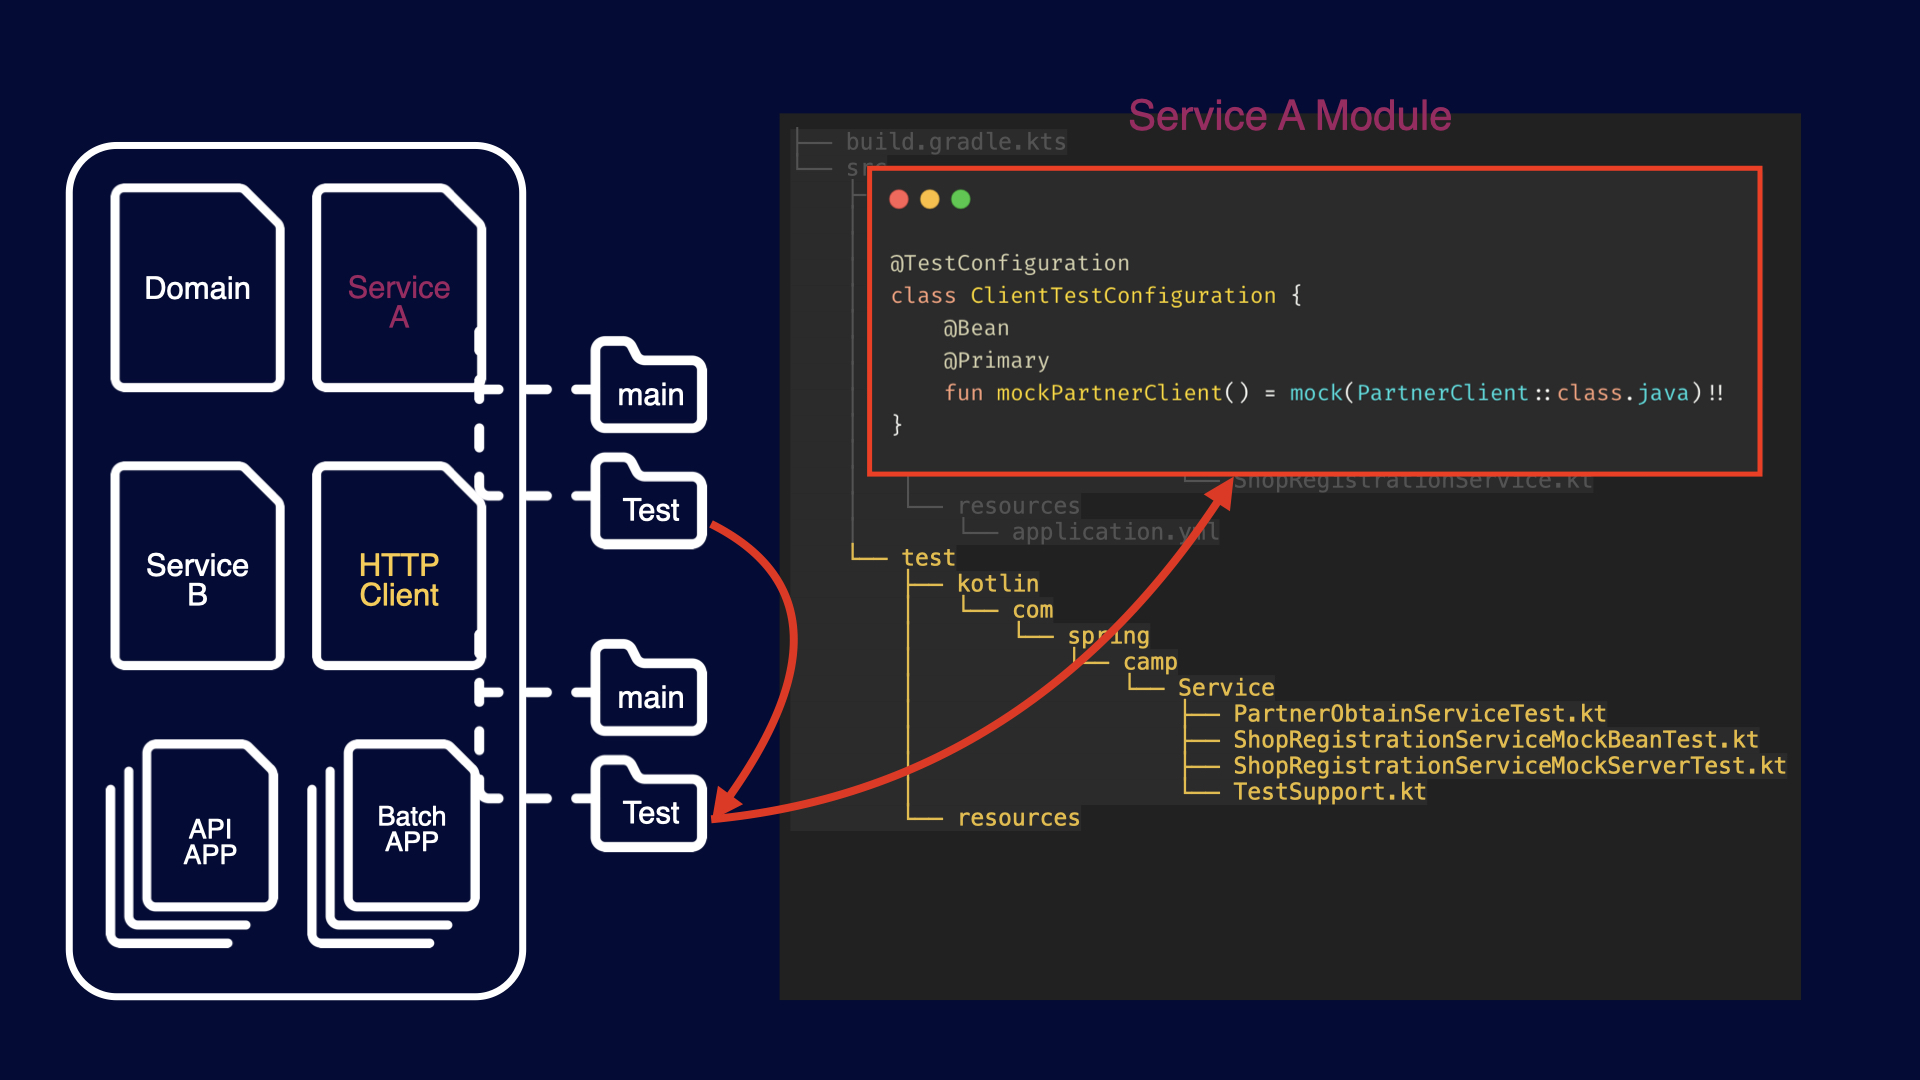 Domain
Service
A
Service
B
HTTP
Client
API
APP
Batch
APP
main
Test
main
Test
Service A Module
build.gradle.kts
src
@TestConfiguration
class ClientTestConfiguration {
@Bean
@Primary
fun mockPartnerClient() = mock(PartnerClient::class.java)!!
}
ShopRegistrationService.kt
resources
application.yml
test
kotlin
com
spring
camp
Service
PartnerObtainServiceTest.kt
ShopRegistrationServiceMockBeanTest.kt
ShopRegistrationServiceMockServerTest.kt
TestSupport.kt
resources